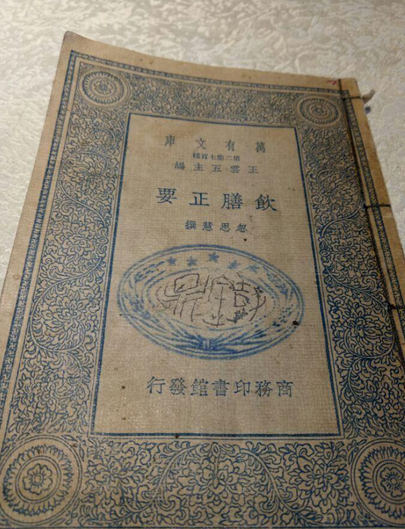 萬有文庫
第二集七百種
王雲五主編
飲膳正要
忽思慧撰
商務印書館發行